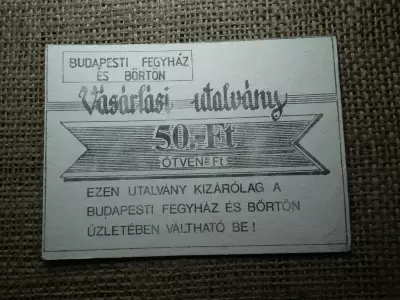 BUDAPESTI FEGYHÁZ
ÉS BÖRTÖN
Vásárlási utalvány
50.-Ft
ÖTVEN=Ft
EZEN UTALVÁNY KIZÁRÓLAG A
BUDAPESTI FEGYHÁZ ÉS BÖRTÖN
ÜZLETÉBEN VÁLTHATÓ BE!